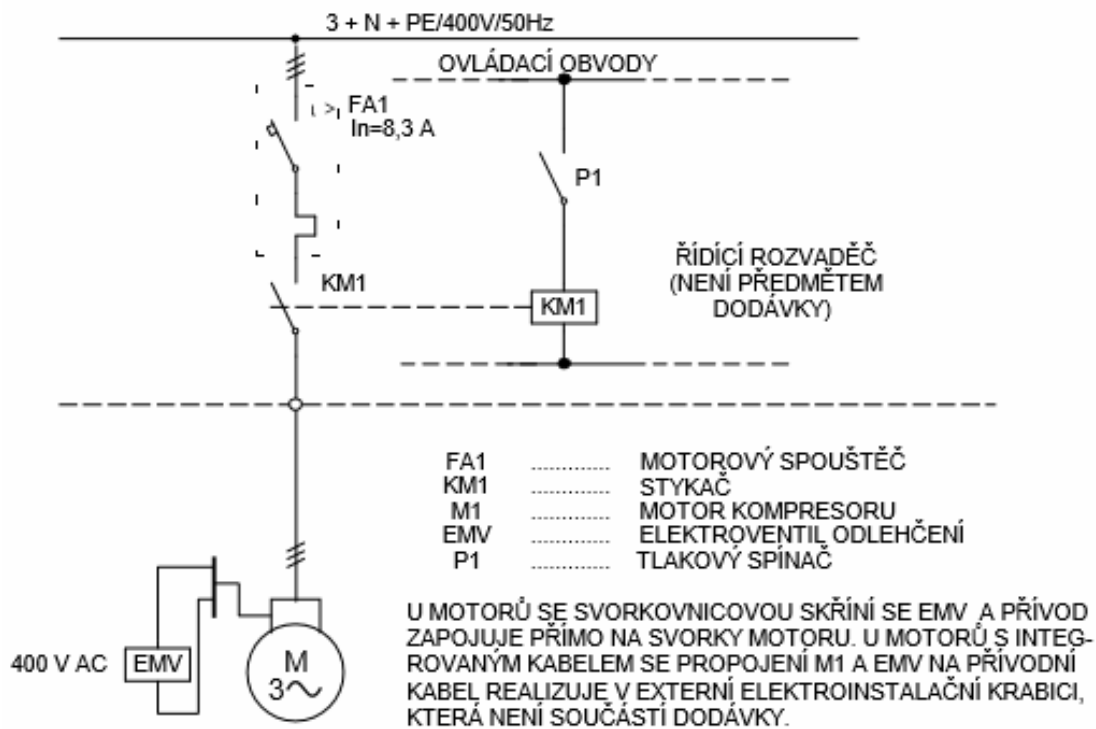 3 + N + PE/400V/50Hz
OVLÁDACÍ OBVODY
I > FA1
In=8,3 A
P1
KM1
KM1
ŘÍDÍCÍ ROZVADĚČ
(NENÍ PŘEDMĚTEM
DODÁVKY)
FA1 ............ MOTOROVÝ SPOUŠTĚČ
KM1 ............ STYKAČ
M1 ............ MOTOR KOMPRESORU
EMV ............ ELEKTROVENTIL ODLEHČENÍ
P1 ............ TLAKOVÝ SPÍNAČ
U MOTORŮ SE SVORKOVNICOVOU SKŘÍNÍ SE EMV A PŘÍVOD
ZAPOJUJE PŘÍMO NA SVORKY MOTORU. U MOTORŮ S INTEG-
ROVANÝM KABELEM SE PROPOJENÍ M1 A EMV NA PŘÍVODNÍ
KABEL REALIZUJE V EXTERNÍ ELEKTROINSTALAČNÍ KRABICI,
KTERÁ NENÍ SOUČÁSTÍ DODÁVKY.
400 V AC
EMV
M
3~